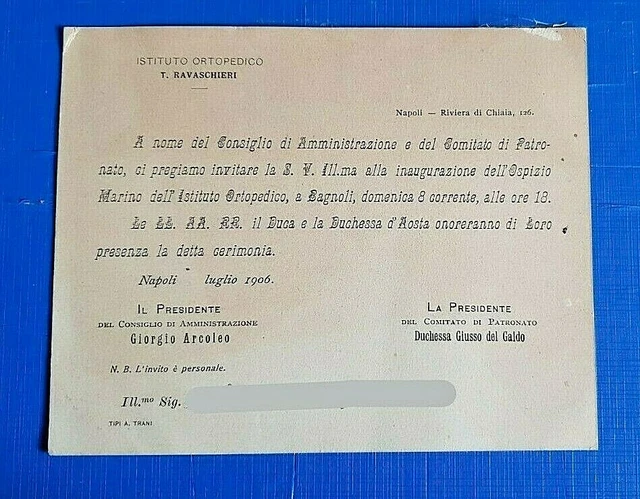 ISTITUTO ORTOPEDICO
T. RAVASCHIERI
Napoli — Riviera di Chiaia, 126.
A nome del Consiglio di Amministrazione e del Comitato di Patro-
nato, ci pregiamo invitare la S. V. Ill.ma alla inaugurazione dell'Ospizio
Marino dell'Istituto Ortopedico, a Bagnoli, domenica 8 corrente, alle ore 18.
Le LL. AA. RR. il Duca e la Duchessa d'Aosta onoreranno di Loro
presenza la detta cerimonia.
Napoli luglio 1906.
IL PRESIDENTE
DEL CONSIGLIO DI AMMINISTRAZIONE
Giorgio Arcoleo
LA PRESIDENTE
DEL COMITATO DI PATRONATO
Duchessa Giusso del Galdo
N. B. L'invito è personale.
Ill.mo Sig.
TIPI A. TRANI